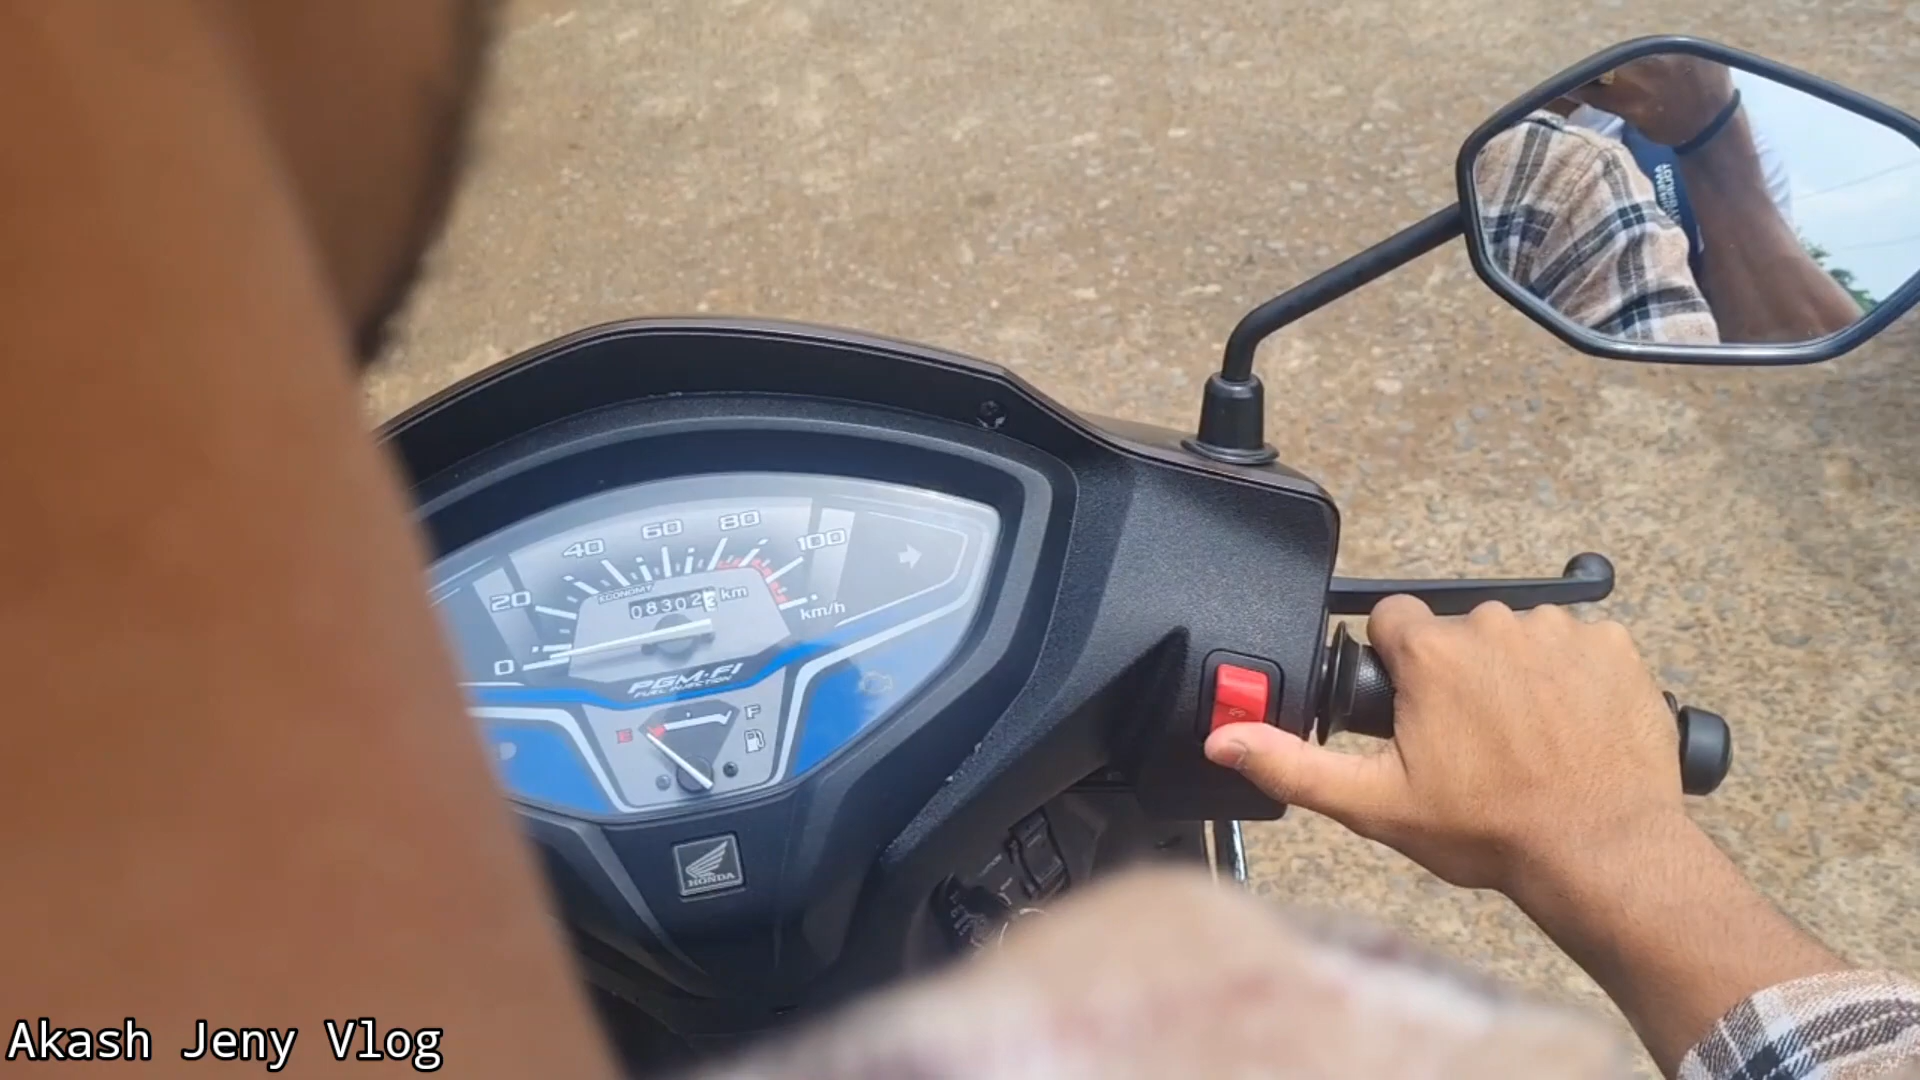 20 40 60 80 100
ECONOMY
km
0
km/h
PGM-FI
FUEL INJECTION
E F
HONDA
Akash Jeny Vlog